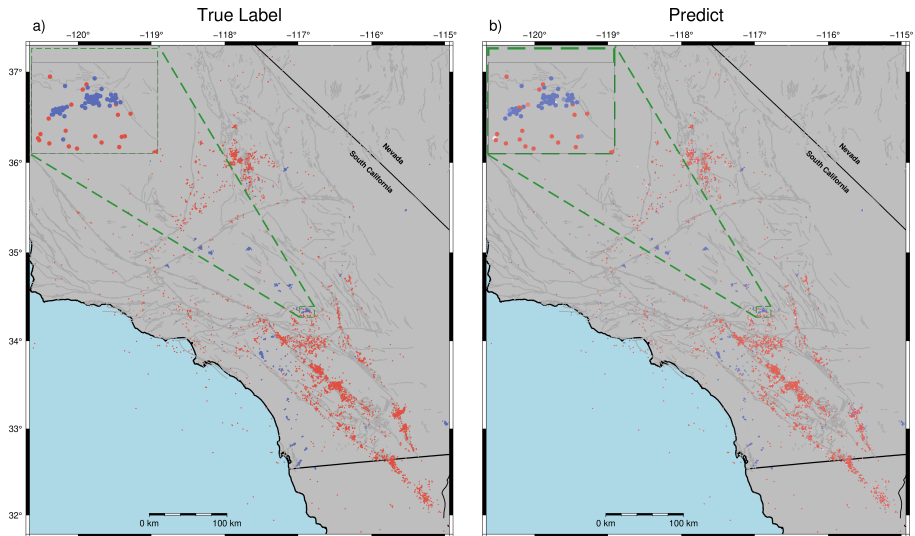 True Label
Predict
a)
b)
−120° −119° −118° −117° −116° −115°
−120° −119° −118° −117° −116° −115°
37°
36°
35°
34°
33°
32°
Nevada
South California
Nevada
South California
0 km 100 km
0 km 100 km